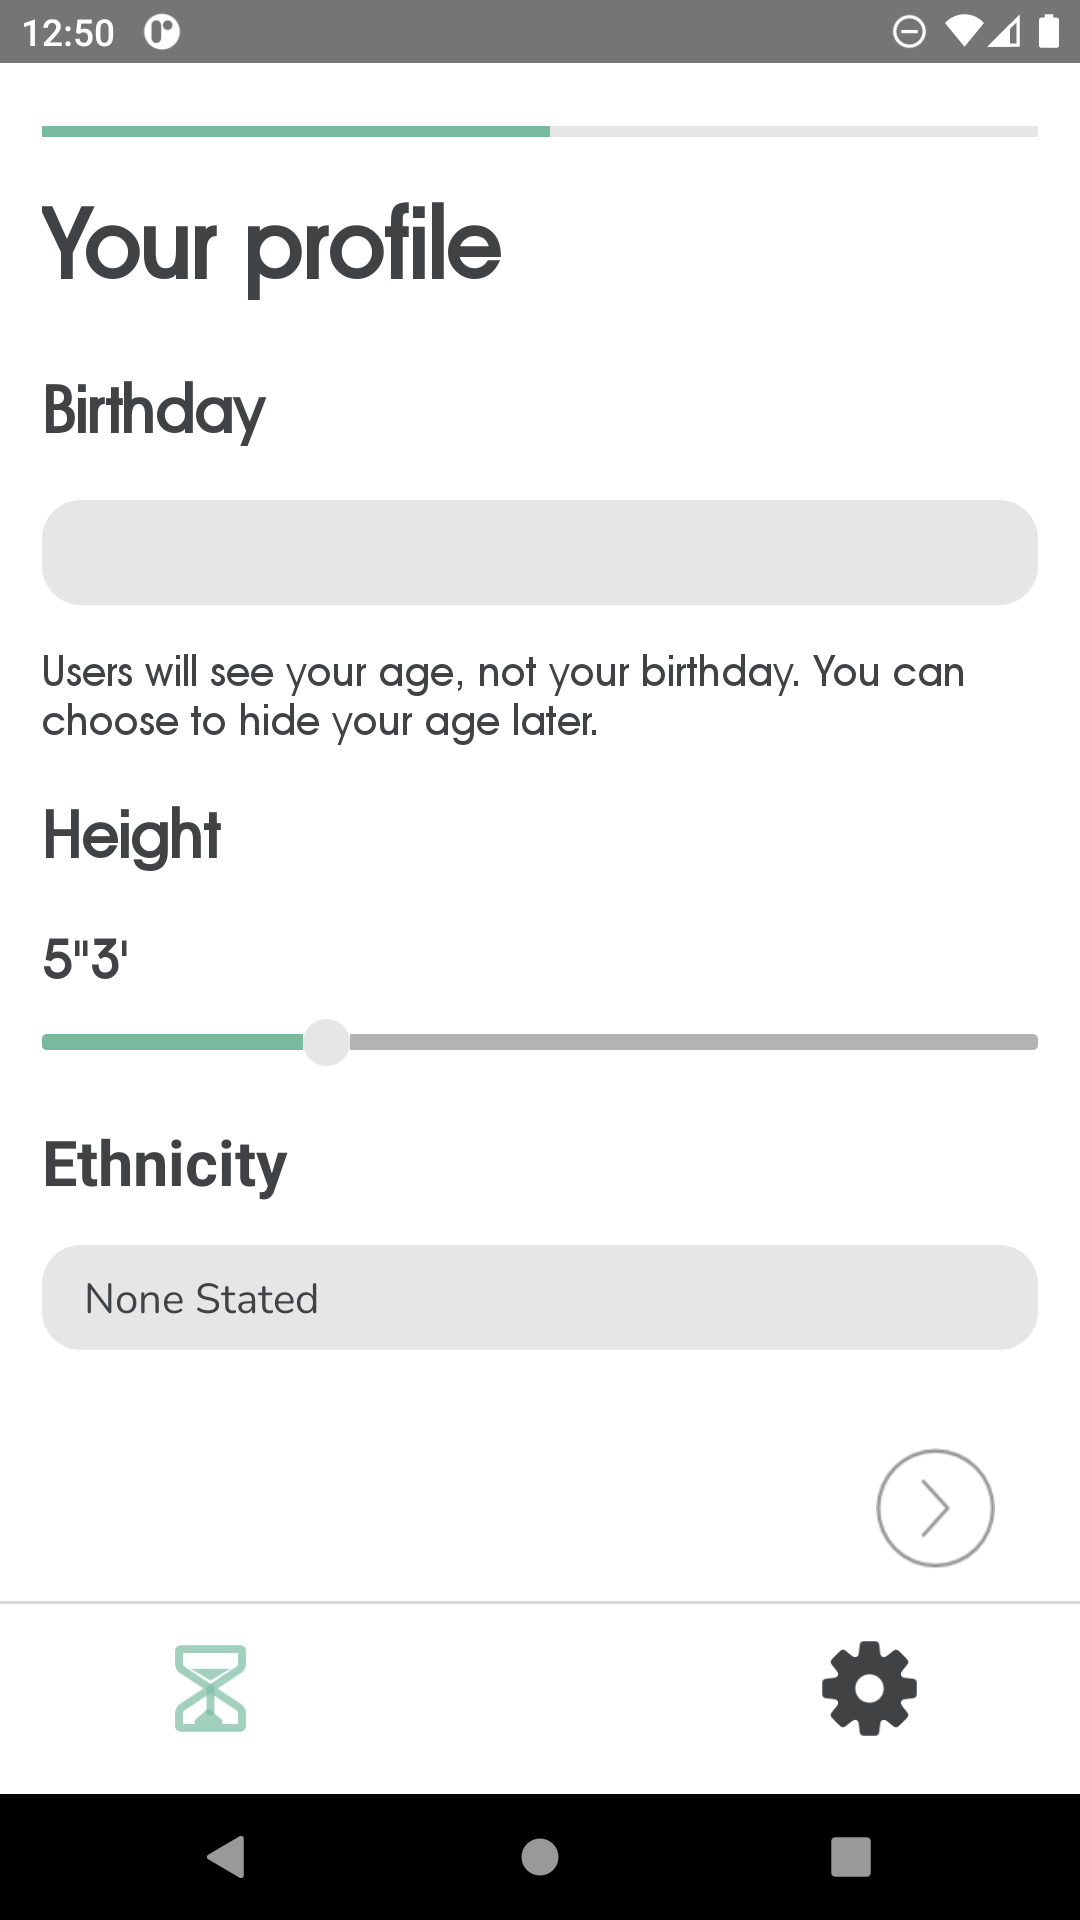 12:50
Your profile
Birthday
Users will see your age, not your birthday. You can
choose to hide your age later.
Height
5"3'
Ethnicity
None Stated